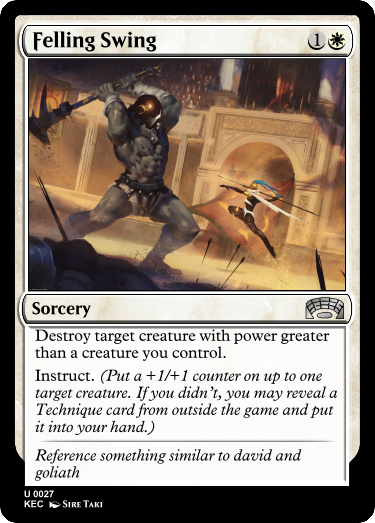 Felling Swing 1
Sorcery
Destroy target creature with power greater
than a creature you control.
Instruct. (Put a +1/+1 counter on up to one
target creature. If you didn't, you may reveal a
Technique card from outside the game and put
it into your hand.)
Reference something similar to david and
goliath
U 0027
KEC Sire Taki